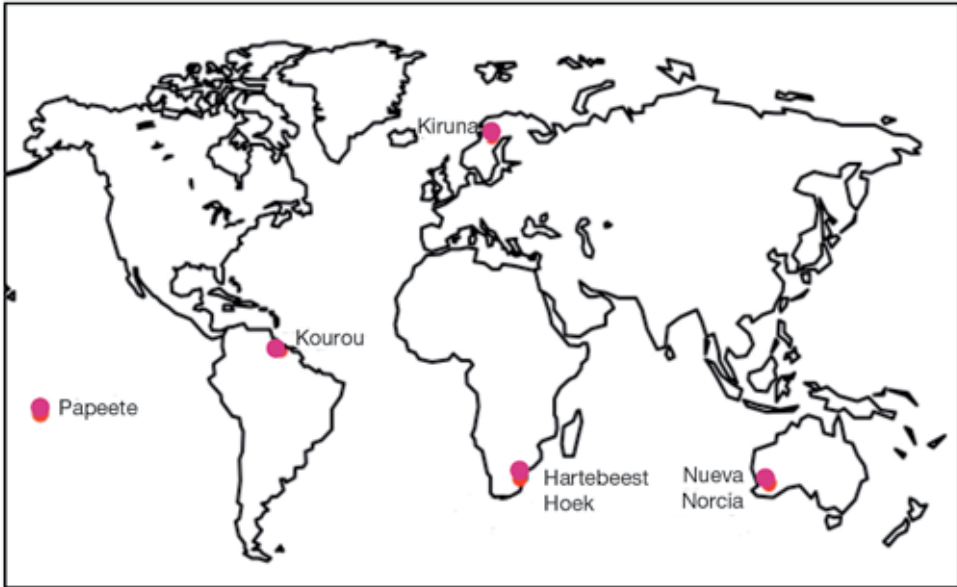 Kiruna
Kourou
Papeete
Hartebeest
Hoek
Nueva
Norcia